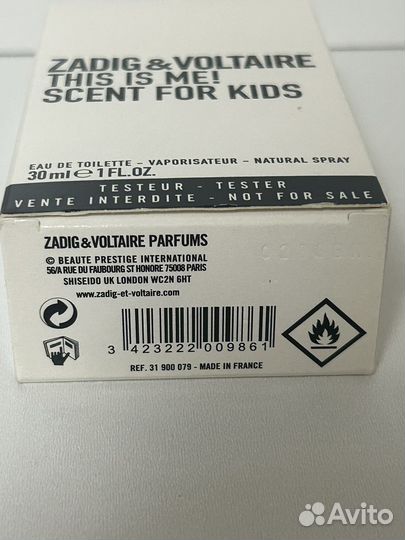 ZADIG & VOLTAIRE
THIS IS ME!
SCENT FOR KIDS
EAU DE TOILETTE – VAPORISATEUR – NATURAL SPRAY
30 ml ℮ 1 FL.OZ.
TESTEUR - TESTER
VENTE INTERDITE - NOT FOR SALE
ZADIG&VOLTAIRE PARFUMS
© BEAUTE PRESTIGE INTERNATIONAL
56/A RUE DU FAUBOURG ST HONORE 75008 PARIS
SHISEIDO UK LONDON WC2N 6HT
www.zadig-et-voltaire.com
3 423222 009861
REF. 31 900 079 - MADE IN FRANCE
Avito